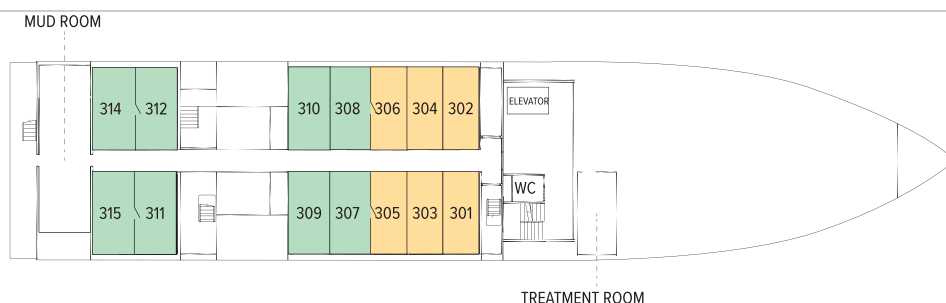 MUD ROOM
314 312 310 308 306 304 302
ELEVATOR
WC
315 311 309 307 305 303 301
TREATMENT ROOM